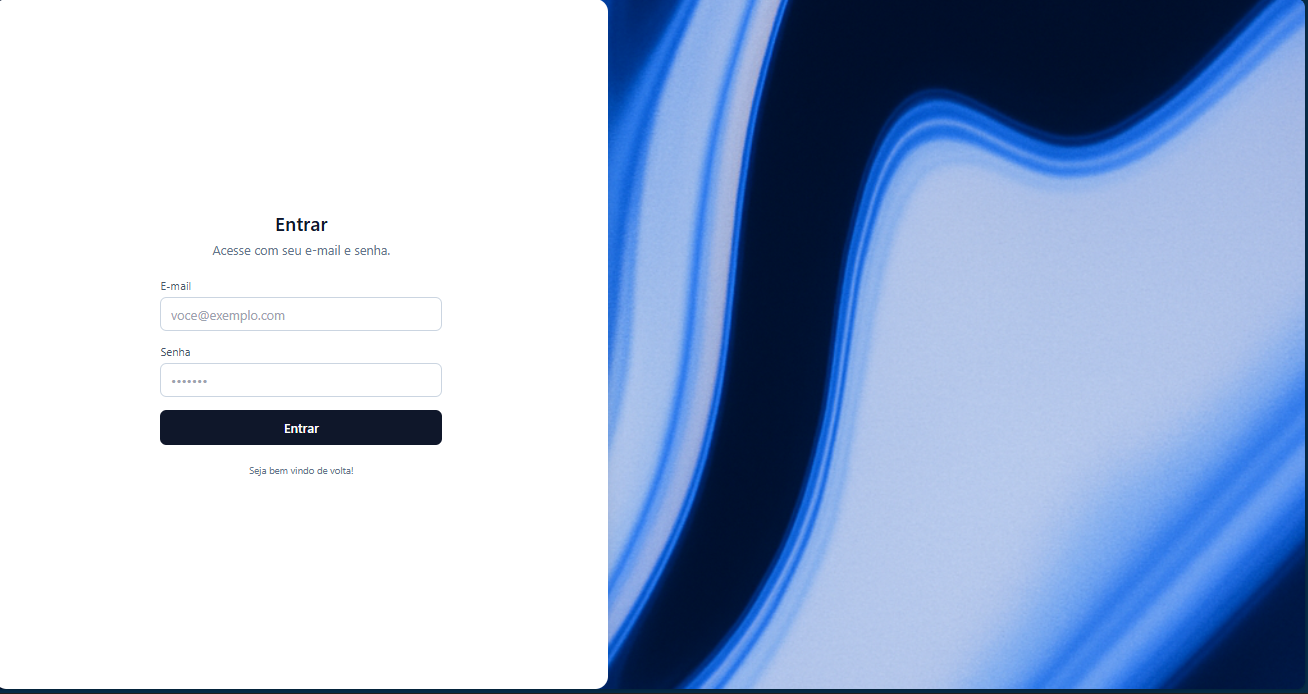 Entrar
Acesse com seu e-mail e senha.
E-mail
voce@exemplo.com
Senha
•••••••
Entrar
Seja bem vindo de volta!